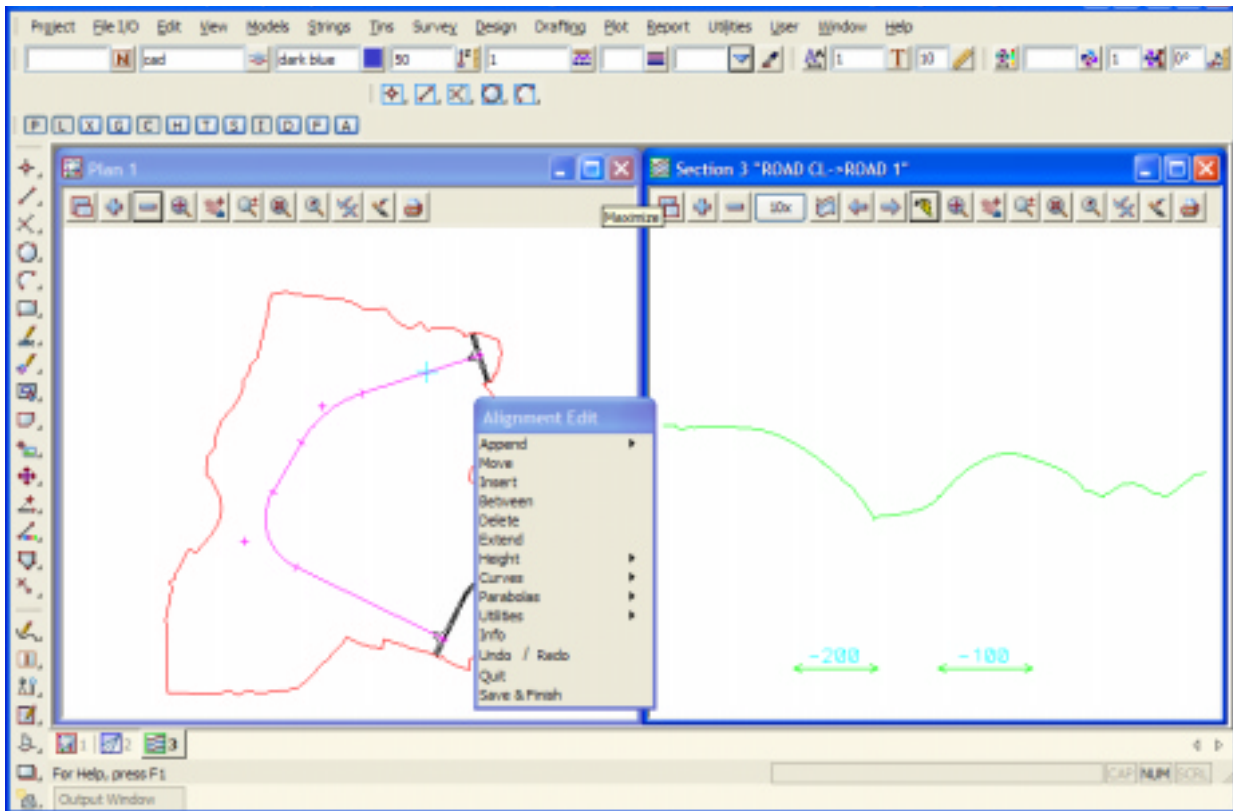 Project File I/O Edit View Models Strings Tins Survey Design Drafting Plot Report Utilities User Window Help
N cad dark blue 50 1 1 T 10 1 0°
P L X G C H T S I D P A
Plan 1
Section 3 "ROAD CL->ROAD 1"
Maximize
10x
Alignment Edit
Append
Move
Insert
Between
Delete
Extend
Height
Curves
Parabolas
Utilities
Info
Undo / Redo
Quit
Save & Finish
-200 -100
1 2 3
For Help, press F1
CAP NUM SCRL
Output Window